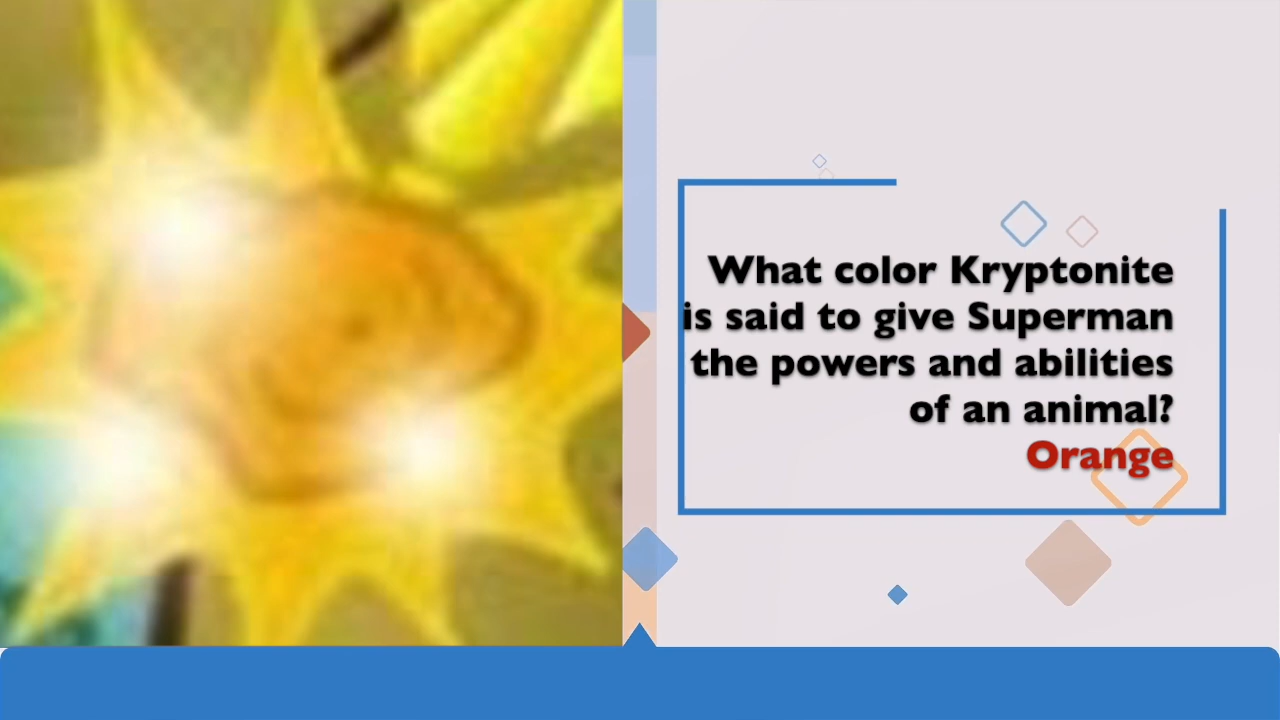 What color Kryptonite
is said to give Superman
the powers and abilities
of an animal?
Orange